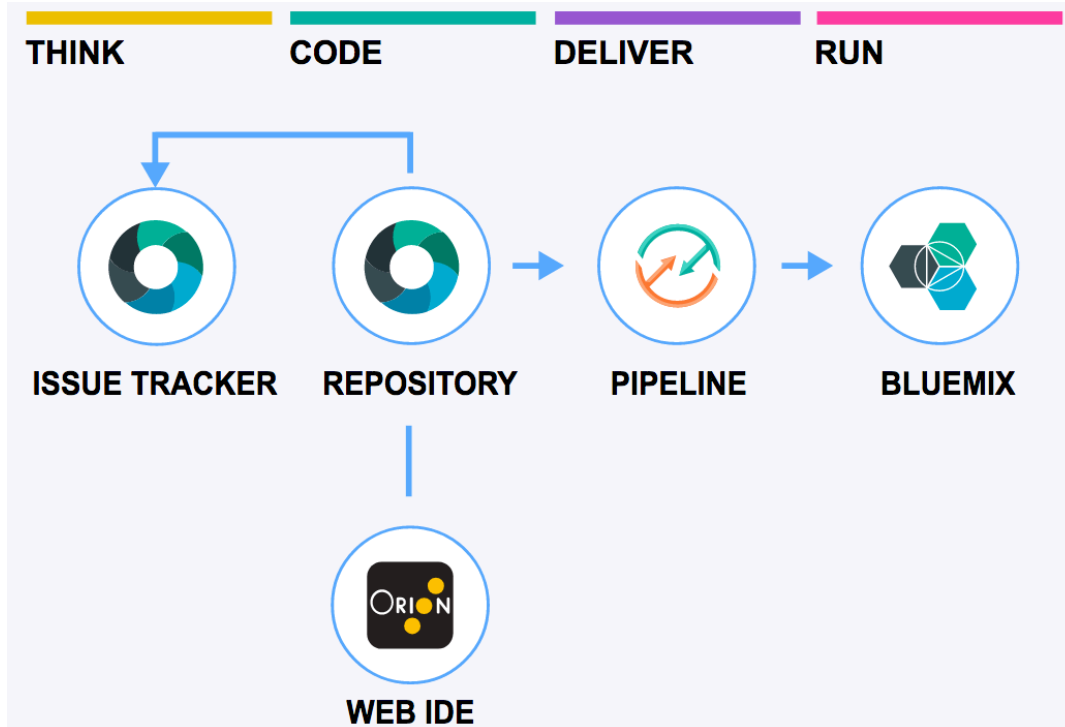 THINK CODE DELIVER RUN
ISSUE TRACKER REPOSITORY PIPELINE BLUEMIX
ORION
WEB IDE